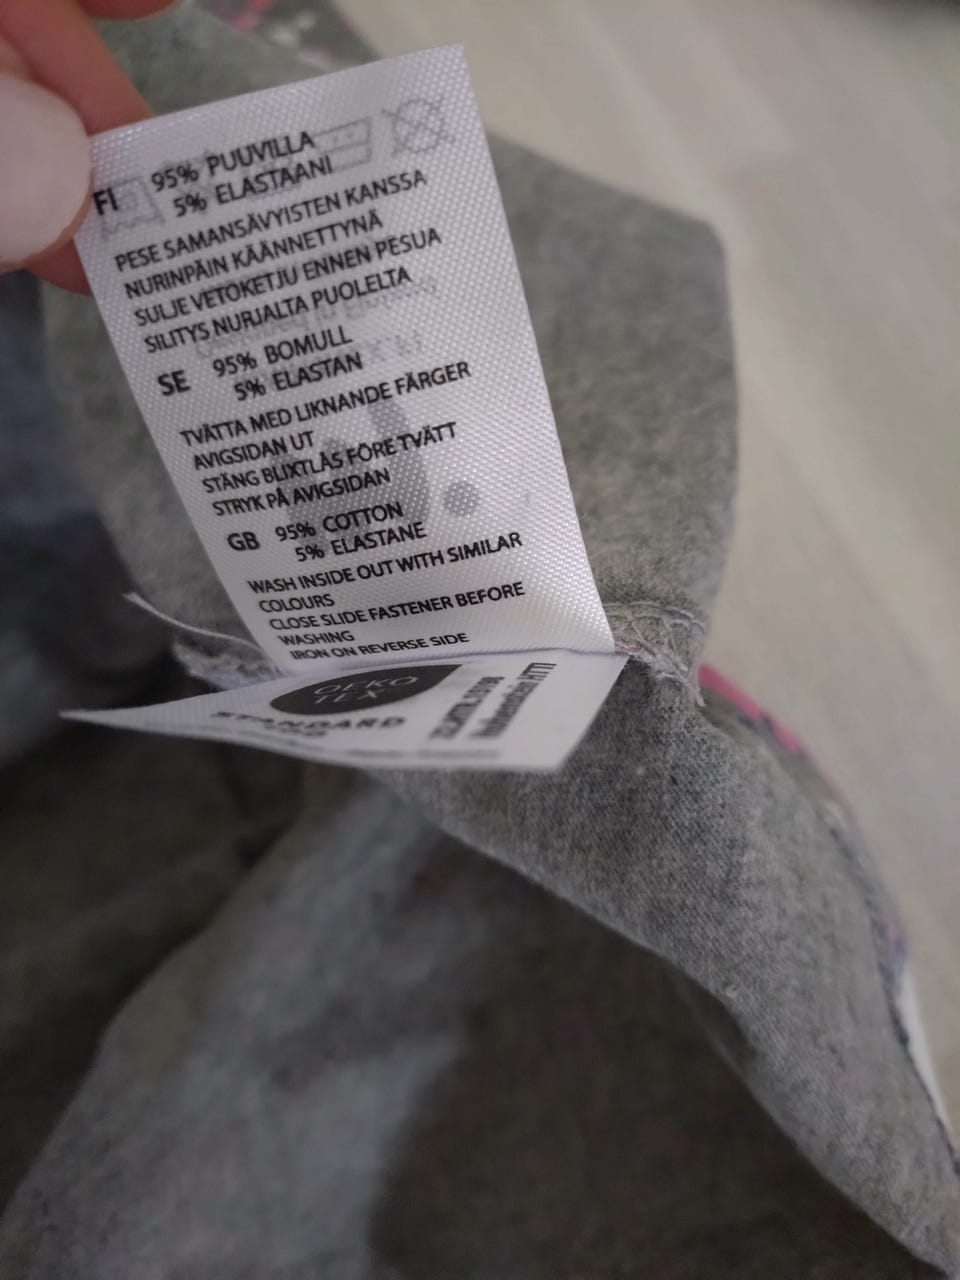 FI 95% PUUVILLA
5% ELASTAANI
PESE SAMANSÄVYISTEN KANSSA
NURINPÄIN KÄÄNNETTYNÄ
SULJE VETOKETJU ENNEN PESUA
SILITYS NURJALTA PUOLELTA
SE 95% BOMULL
5% ELASTAN
TVÄTTA MED LIKNANDE FÄRGER
AVIGSIDAN UT
STÄNG BLIXTLÅS FÖRE TVÄTT
STRYK PÅ AVIGSIDAN
GB 95% COTTON
5% ELASTANE
WASH INSIDE OUT WITH SIMILAR
COLOURS
CLOSE SLIDE FASTENER BEFORE
WASHING
IRON ON REVERSE SIDE
OEKO
TEX
STANDARD